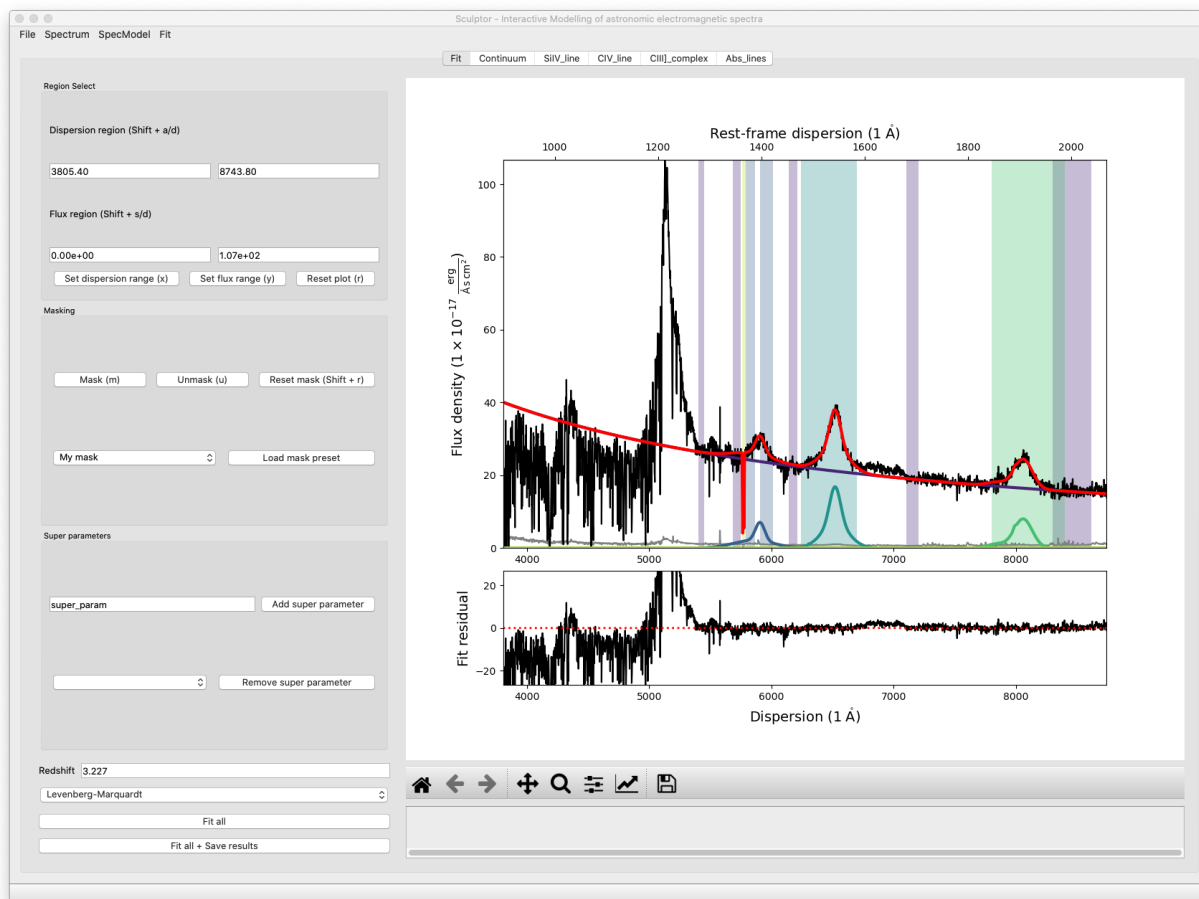 Sculptor - Interactive Modelling of astronomic electromagnetic spectra
File Spectrum SpecModel Fit
Fit Continuum SiIV_line CIV_line CIII]_complex Abs_lines
Region Select
Dispersion region (Shift + a/d)
3805.40 8743.80
Flux region (Shift + s/d)
0.00e+00 1.07e+02
Set dispersion range (x) Set flux range (y) Reset plot (r)
Masking
Mask (m) Unmask (u) Reset mask (Shift + r)
My mask Load mask preset
Super parameters
super_param Add super parameter
Remove super parameter
Redshift 3.227
Levenberg-Marquardt
Fit all
Fit all + Save results
Rest-frame dispersion (1 Å)
1000 1200 1400 1600 1800 2000
Flux density (1 × 10⁻¹⁷ erg/Å s cm²)
100
80
60
40
20
0
4000 5000 6000 7000 8000
Fit residual
20
0
−20
4000 5000 6000 7000 8000
Dispersion (1 Å)